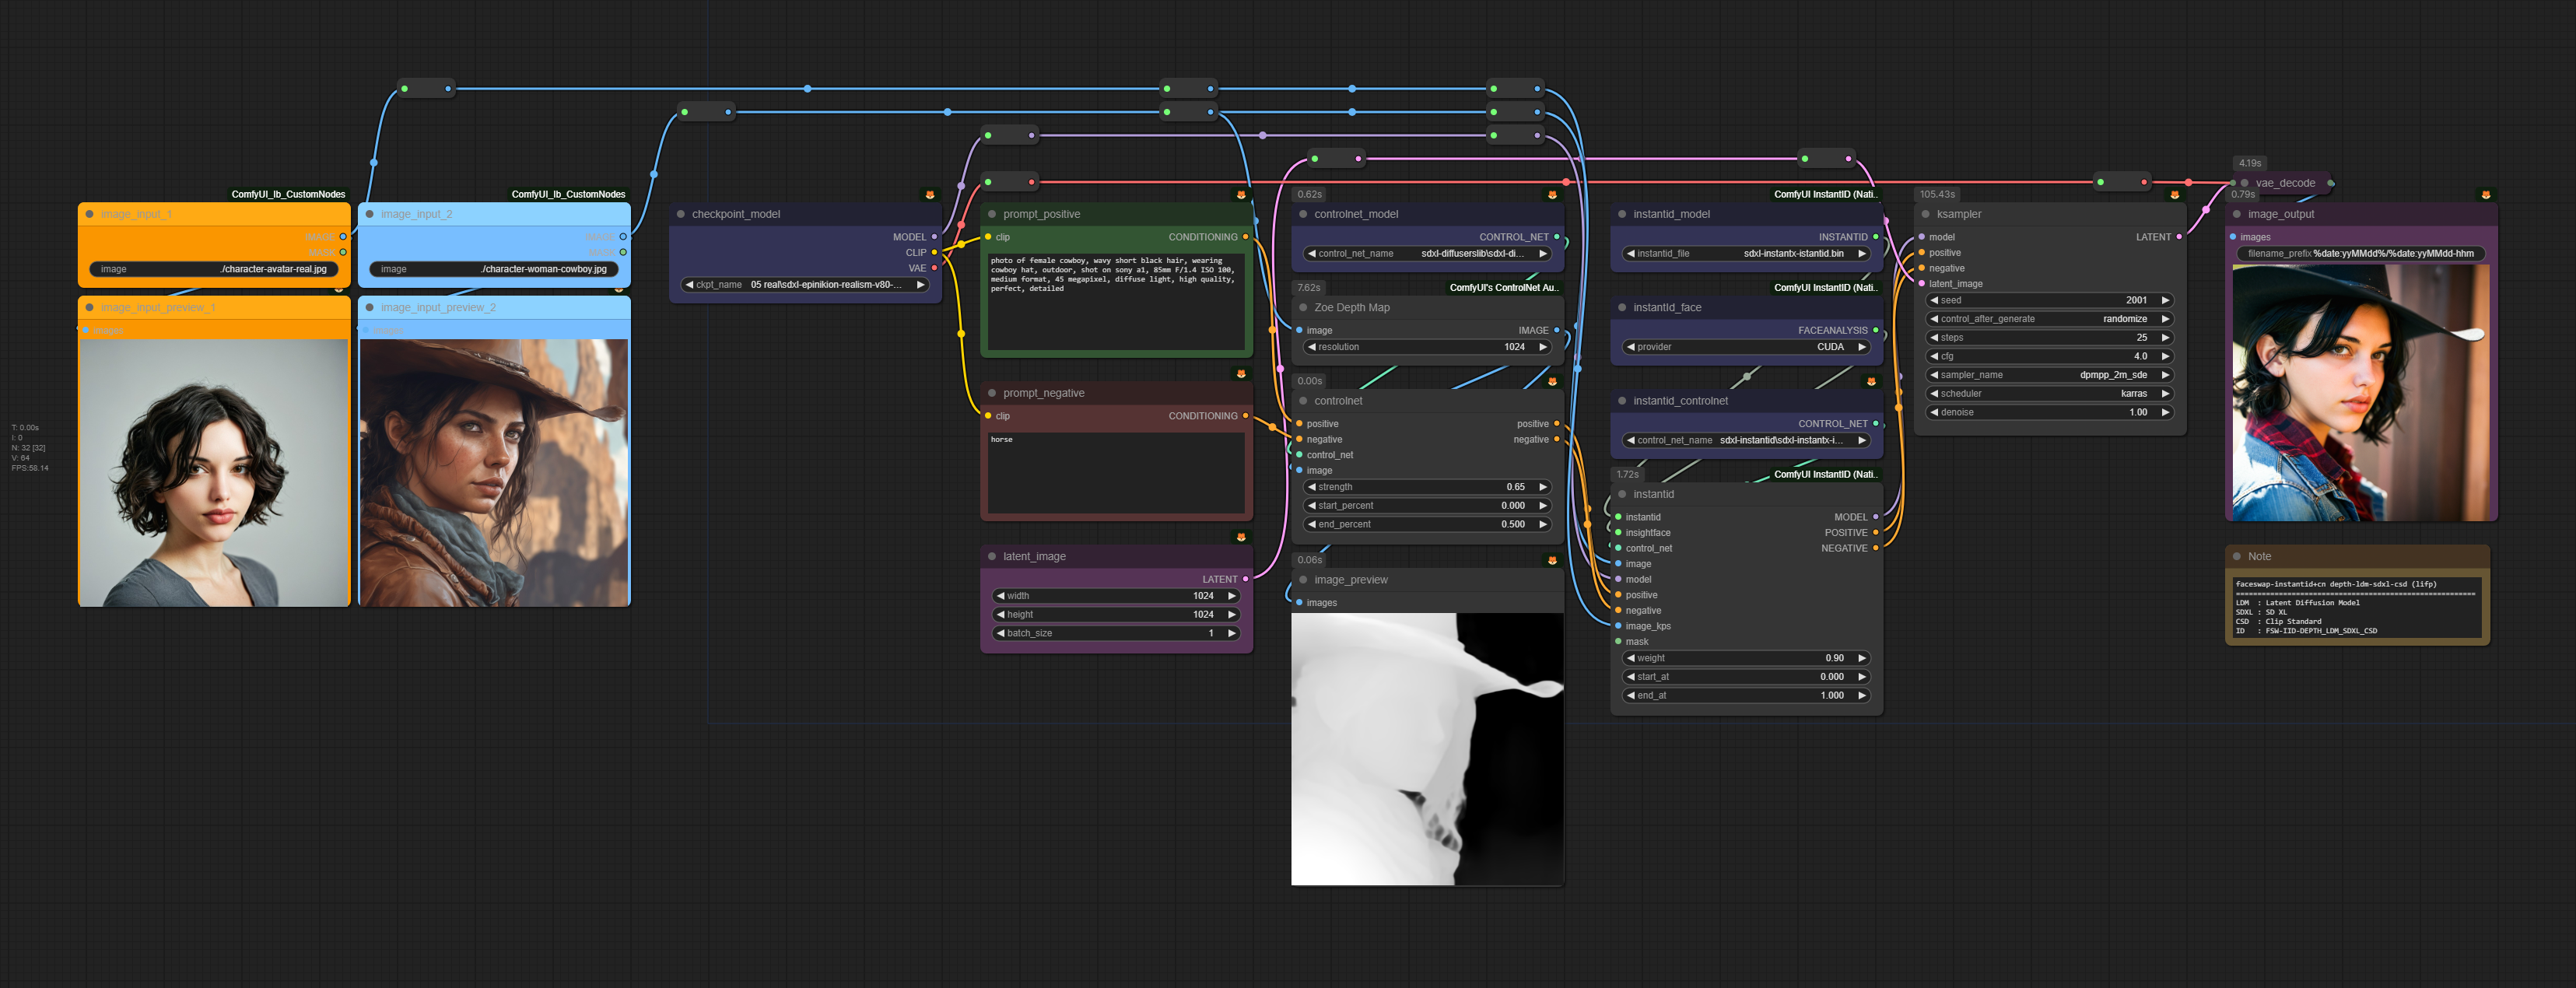 T: 0.00s
I: 0
N: 32 [32]
V: 64
FPS:58.14
ComfyUI_Ib_CustomNodes
image_input_1
IMAGE
MASK
image ./character-avatar-real.jpg
image_input_preview_1
images
ComfyUI_Ib_CustomNodes
image_input_2
IMAGE
MASK
image ./character-woman-cowboy.jpg
image_input_preview_2
images
checkpoint_model
MODEL
CLIP
VAE
ckpt_name 05 real\sdxl-epinikion-realism-v80-...
prompt_positive
clip CONDITIONING
photo of female cowboy, wavy short black hair, wearing
cowboy hat, outdoor, shot on sony a1, 85mm F/1.4 ISO 100,
medium format, 45 megapixel, diffuse light, high quality,
perfect, detailed
prompt_negative
clip CONDITIONING
horse
latent_image
LATENT
width 1024
height 1024
batch_size 1
0.62s
controlnet_model
CONTROL_NET
control_net_name sdxl-diffuserslib\sdxl-di...
7.62s ComfyUI's ControlNet Au..
Zoe Depth Map
image IMAGE
resolution 1024
0.00s
controlnet
positive positive
negative negative
control_net
image
strength 0.65
start_percent 0.000
end_percent 0.500
0.06s
image_preview
images
ComfyUI InstantID (Nati..
instantid_model
INSTANTID
instantid_file sdxl-instantx-istantid.bin
ComfyUI InstantID (Nati..
instantId_face
FACEANALYSIS
provider CUDA
instantid_controlnet
CONTROL_NET
control_net_name sdxl-instantid\sdxl-instantx-i...
1.72s ComfyUI InstantID (Nati..
instantid
instantid MODEL
insightface POSITIVE
control_net NEGATIVE
image
model
positive
negative
image_kps
mask
weight 0.90
start_at 0.000
end_at 1.000
105.43s
ksampler
model LATENT
positive
negative
latent_image
seed 2001
control_after_generate randomize
steps 25
cfg 4.0
sampler_name dpmpp_2m_sde
scheduler karras
denoise 1.00
4.19s
vae_decode
0.79s
image_output
images
filename_prefix %date:yyMMdd%/%date:yyMMdd-hhm
Note
faceswap-instantid+cn depth-ldm-sdxl-csd (lifp)
========================================================
LDM : Latent Diffusion Model
SDXL : SD XL
CSD : Clip Standard
ID : FSW-IID-DEPTH_LDM_SDXL_CSD